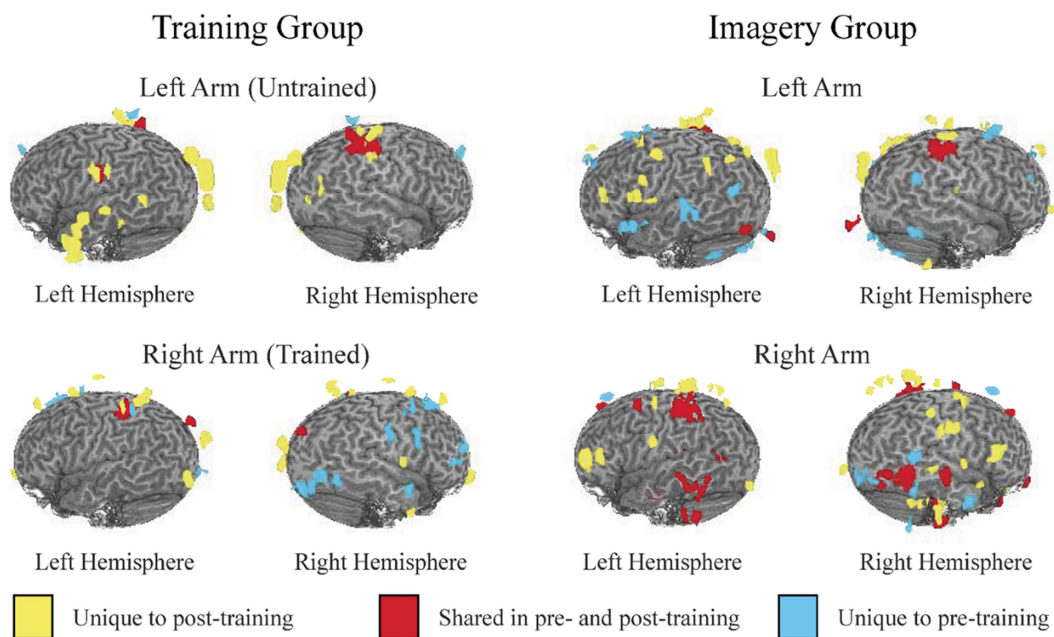 Training Group
Imagery Group
Left Arm (Untrained)
Left Arm
Left Hemisphere
Right Hemisphere
Left Hemisphere
Right Hemisphere
Right Arm (Trained)
Right Arm
Left Hemisphere
Right Hemisphere
Left Hemisphere
Right Hemisphere
Unique to post-training
Shared in pre- and post-training
Unique to pre-training